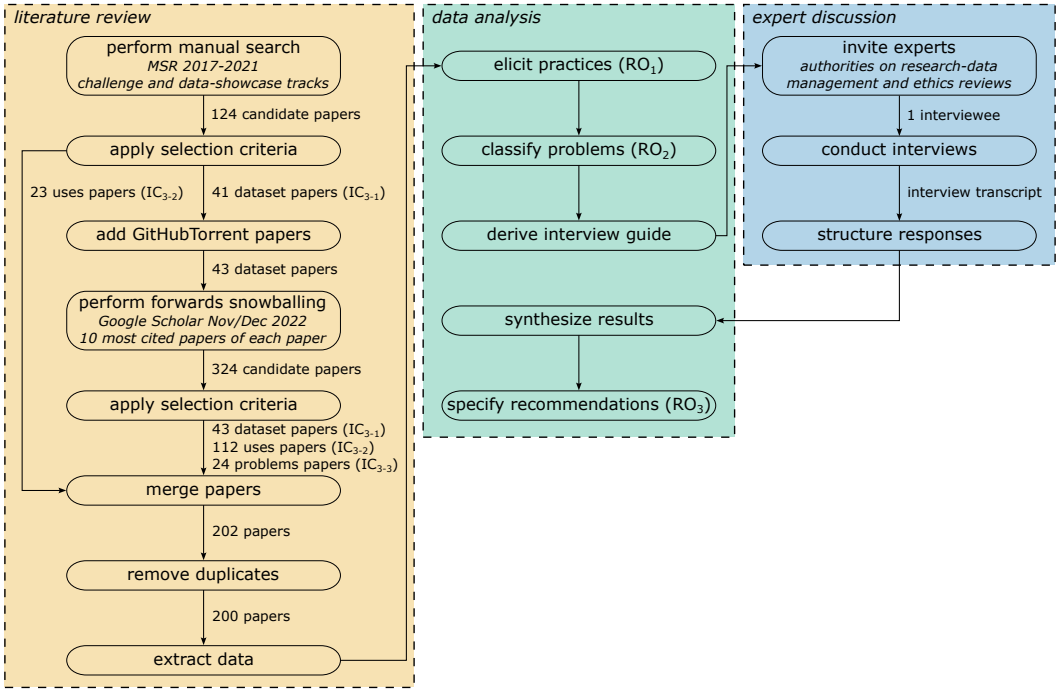 literature review
perform manual search
MSR 2017-2021
challenge and data-showcase tracks
124 candidate papers
apply selection criteria
23 uses papers (IC3-2)
41 dataset papers (IC3-1)
add GitHubTorrent papers
43 dataset papers
perform forwards snowballing
Google Scholar Nov/Dec 2022
10 most cited papers of each paper
324 candidate papers
apply selection criteria
43 dataset papers (IC3-1)
112 uses papers (IC3-2)
24 problems papers (IC3-3)
merge papers
202 papers
remove duplicates
200 papers
extract data
data analysis
elicit practices (RO1)
classify problems (RO2)
derive interview guide
synthesize results
specify recommendations (RO3)
expert discussion
invite experts
authorities on research-data
management and ethics reviews
1 interviewee
conduct interviews
interview transcript
structure responses